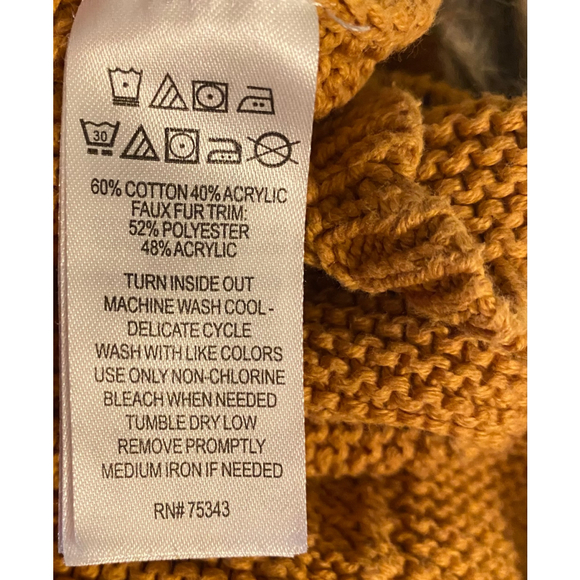 30
60% COTTON 40% ACRYLIC
FAUX FUR TRIM:
52% POLYESTER
48% ACRYLIC
TURN INSIDE OUT
MACHINE WASH COOL -
DELICATE CYCLE
WASH WITH LIKE COLORS
USE ONLY NON-CHLORINE
BLEACH WHEN NEEDED
TUMBLE DRY LOW
REMOVE PROMPTLY
MEDIUM IRON IF NEEDED
RN# 75343